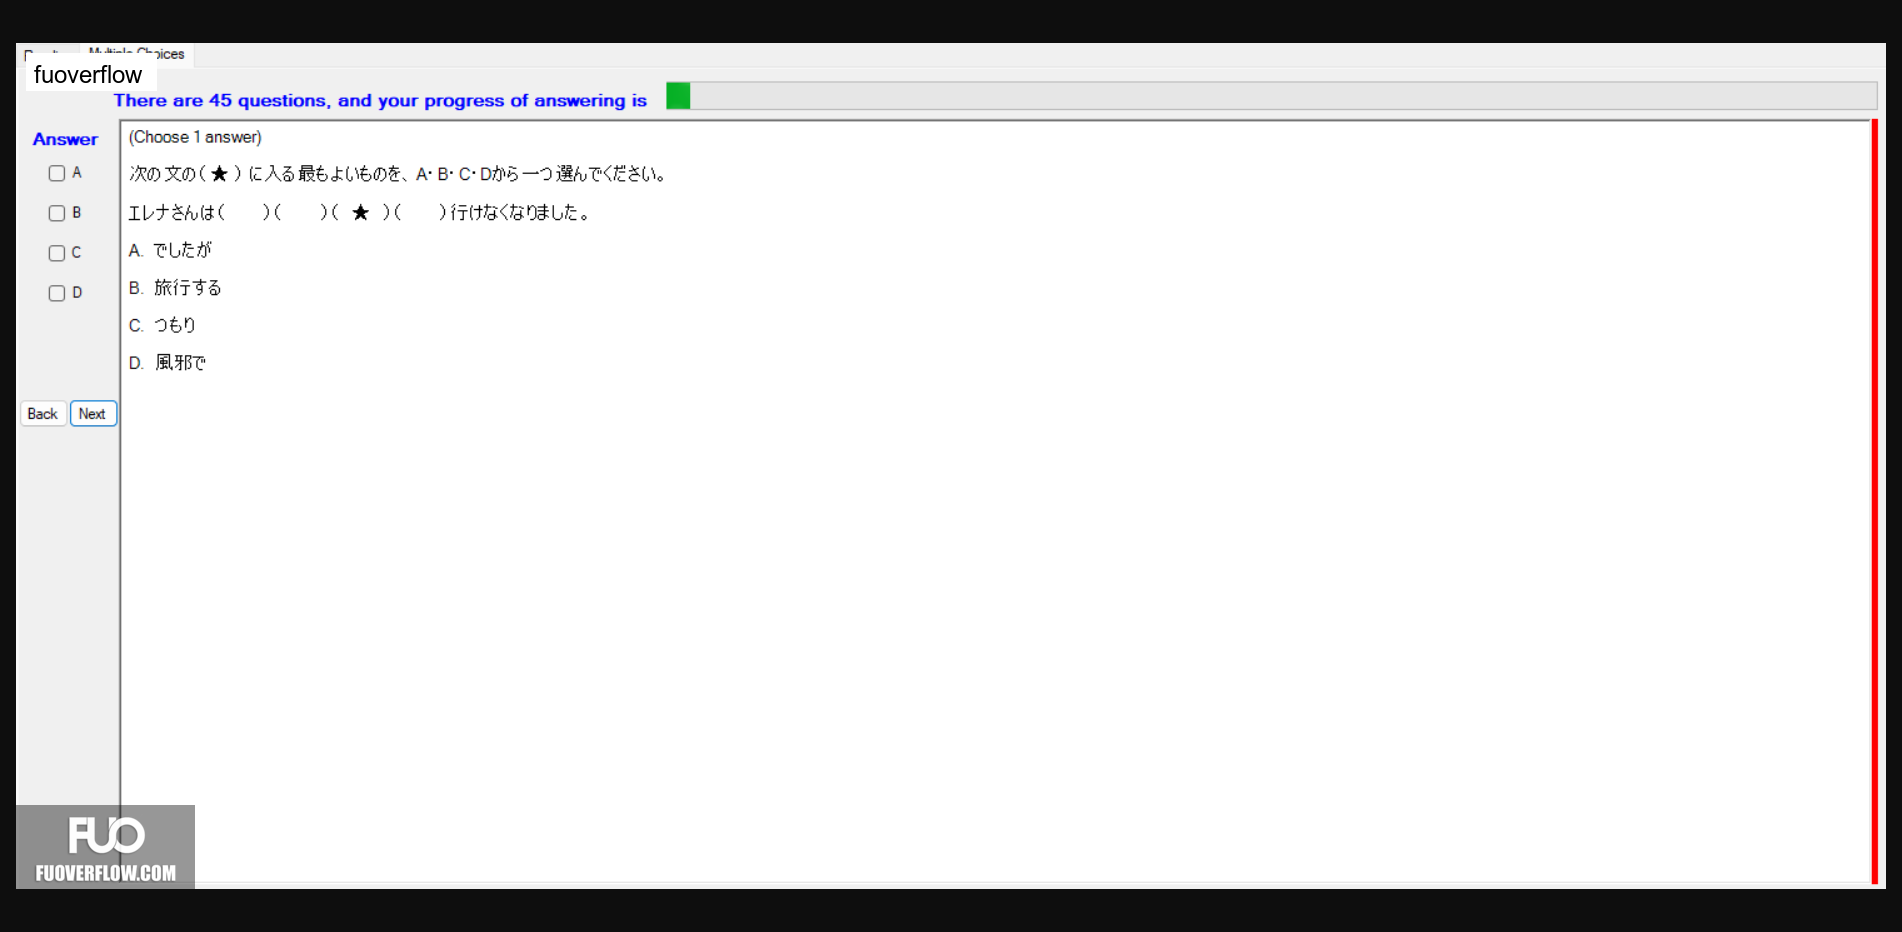 Multiple Choices
fuoverflow
There are 45 questions, and your progress of answering is
Answer
A
B
C
D
Back Next
(Choose 1 answer)
次の文の(★)に入る最もよいものを、A・B・C・Dから一つ選んでください。
エレナさんは(  )(  )( ★ )(  )行けなくなりました。
A. でしたが
B. 旅行する
C. つもり
D. 風邪で
FUO
FUOVERFLOW.COM